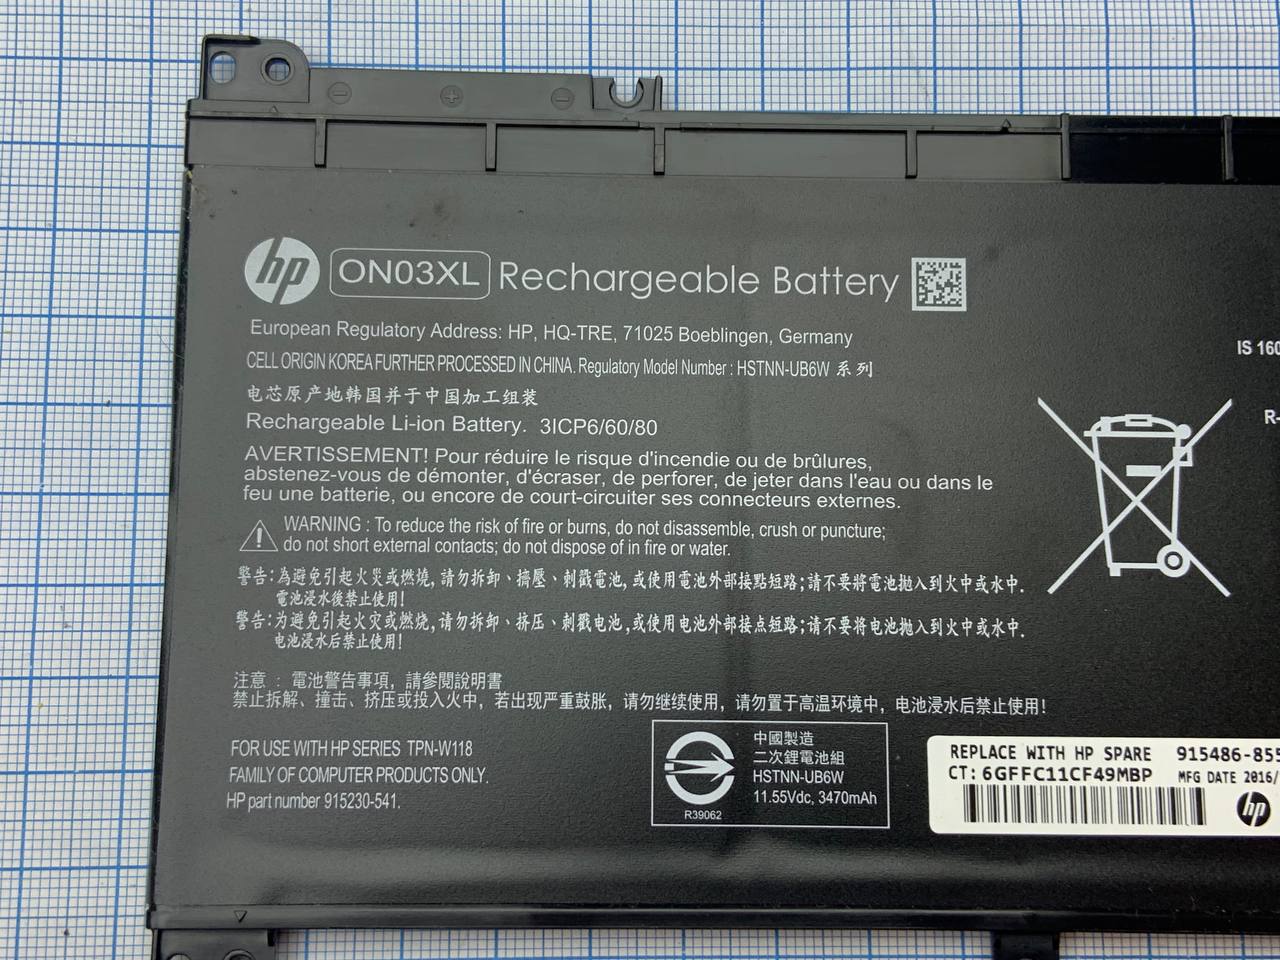 hp ON03XL Rechargeable Battery
European Regulatory Address: HP, HQ-TRE, 71025 Boeblingen, Germany
CELL ORIGIN KOREA FURTHER PROCESSED IN CHINA. Regulatory Model Number : HSTNN-UB6W 系列
电芯原产地韩国并于中国加工组装
Rechargeable Li-ion Battery. 3ICP6/60/80
AVERTISSEMENT! Pour réduire le risque d'incendie ou de brûlures,
abstenez-vous de démonter, d'écraser, de perforer, de jeter dans l'eau ou dans le
feu une batterie, ou encore de court-circuiter ses connecteurs externes.
WARNING : To reduce the risk of fire or burns, do not disassemble, crush or puncture;
do not short external contacts; do not dispose of in fire or water.
警告:為避免引起火災或燃燒,請勿拆卸、擠壓、刺戳電池,或使用電池外部接點短路;請不要將電池拋入到火中或水中.
電池浸水後禁止使用!
警告:为避免引起火灾或燃烧,请勿拆卸、挤压、刺戳电池,或使用电池外部接点短路;请不要将电池抛入到火中或水中.
电池浸水后禁止使用!
注意 : 電池警告事項,請參閱說明書
禁止拆解、撞击、挤压或投入火中,若出现严重鼓胀,请勿继续使用,请勿置于高温环境中,电池浸水后禁止使用!
FOR USE WITH HP SERIES TPN-W118
FAMILY OF COMPUTER PRODUCTS ONLY.
HP part number 915230-541.
R39062
中國製造
二次鋰電池組
HSTNN-UB6W
11.55Vdc, 3470mAh
IS 160
R-
REPLACE WITH HP SPARE 915486-855
CT: 6GFFC11CF49MBP MFG DATE 2016/
hp